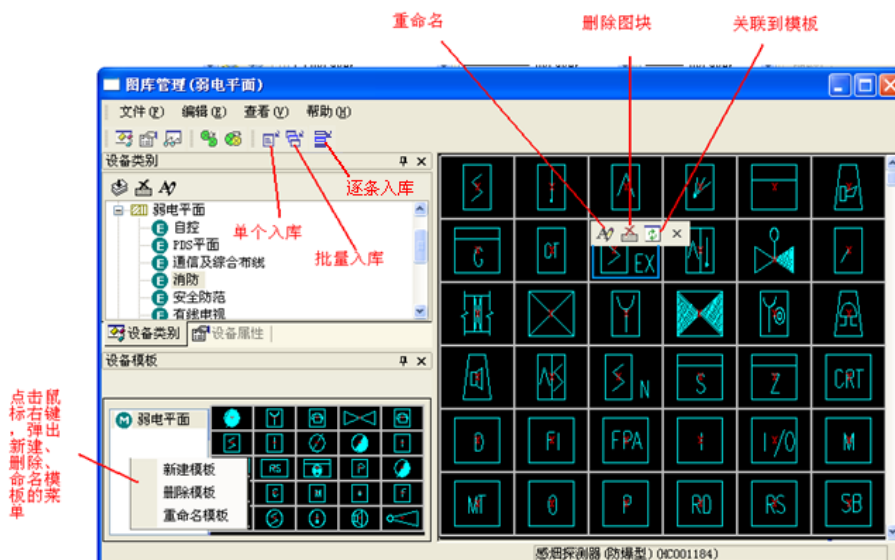 重命名
删除图块
关联到模板
图库管理(弱电平面)
文件(F) 编辑(E) 查看(V) 帮助(H)
设备类别
逐条入库
单个入库
批量入库
弱电平面
自控
PDS平面
通信及综合布线
消防
安全防范
有线电视
设备类别 设备属性
设备模板
点击鼠
标右键
,弹出
新建、
删除、
命名模
板的菜
单
弱电平面
新建模板
删除模板
重命名模板
RS P
C M f
C CT EX
N S Z CRT
D FI FPA I I/O M
MT O P RD RS SB
感烟探测器(防爆型)(HC001184)